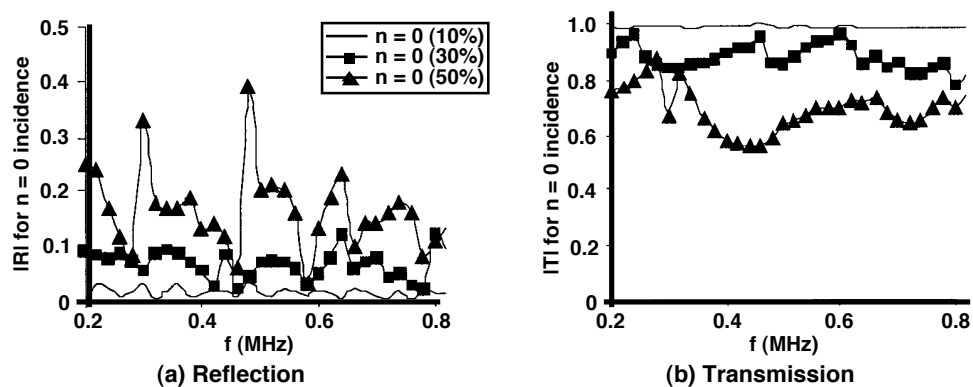 |R| for n = 0 incidence
0.5
0.4
0.3
0.2
0.1
0
0.2
0.4
0.6
0.8
f (MHz)
n = 0 (10%)
n = 0 (30%)
n = 0 (50%)
(a) Reflection
|T| for n = 0 incidence
1.0
0.8
0.6
0.4
0
0.2
0.4
0.6
0.8
f (MHz)
(b) Transmission